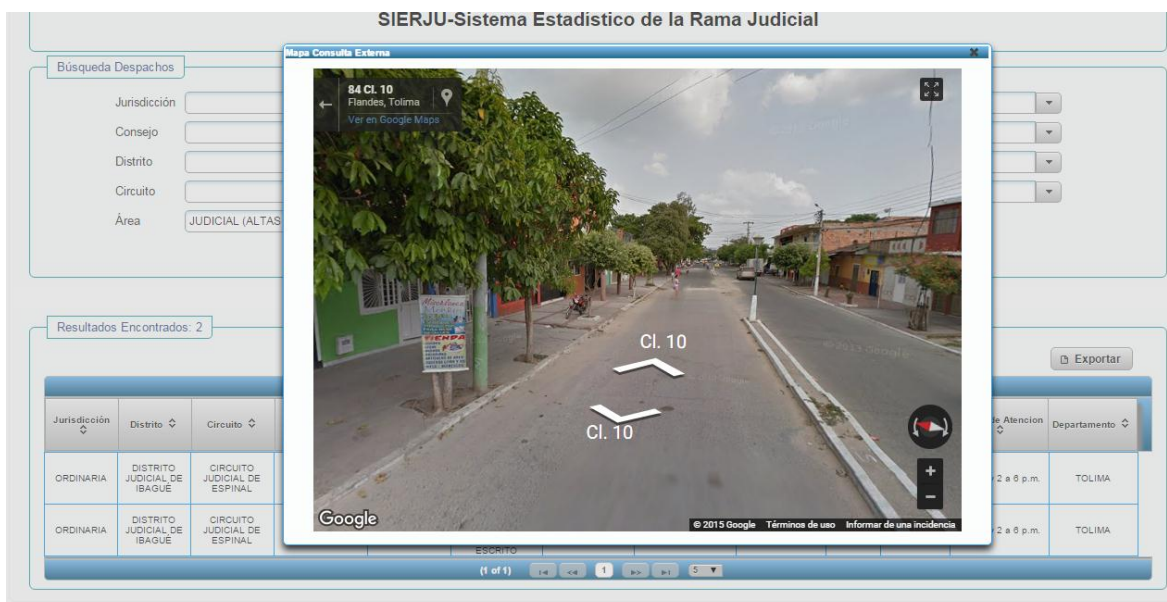 SIERJU-Sistema Estadistico de la Rama Judicial
Mapa Consulta Externa
Búsqueda Despachos
Jurisdicción
Consejo
Distrito
Circuito
Área
JUDICIAL (ALTAS
84 Cl. 10
Flandes, Tolima
Ver en Google Maps
TIENDA
Cl. 10
Cl. 10
Google
© 2015 Google Términos de uso Informar de una incidencia
Resultados Encontrados: 2
Exportar
Jurisdicción Distrito Circuito de Atencion Departamento
ORDINARIA DISTRITO JUDICIAL DE IBAGUÉ CIRCUITO JUDICIAL DE ESPINAL 2 a 6 p.m. TOLIMA
ORDINARIA DISTRITO JUDICIAL DE IBAGUÉ CIRCUITO JUDICIAL DE ESPINAL ESCRITO 2 a 6 p.m. TOLIMA
(1 of 1) 1 5